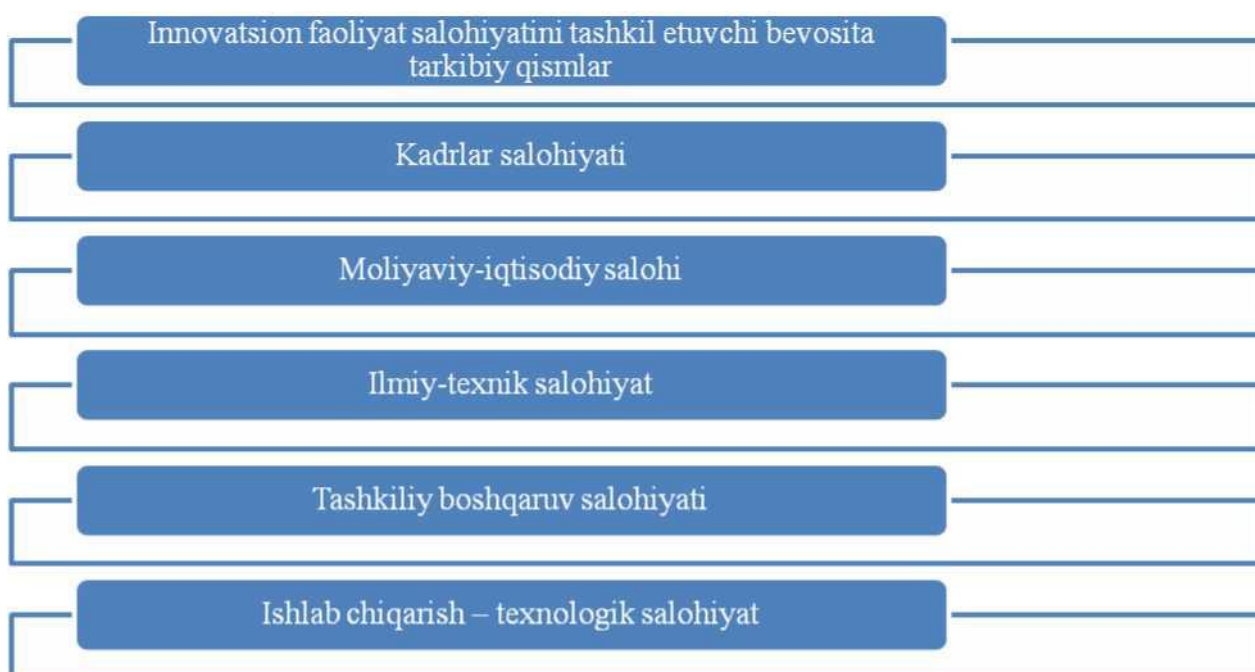 Innovatsion faoliyat salohiyatini tashkil etuvchi bevosita
tarkibiy qismlar
Kadrlar salohiyati
Moliyaviy-iqtisodiy salohi
Ilmiy-texnik salohiyat
Tashkiliy boshqaruv salohiyati
Ishlab chiqarish – texnologik salohiyat